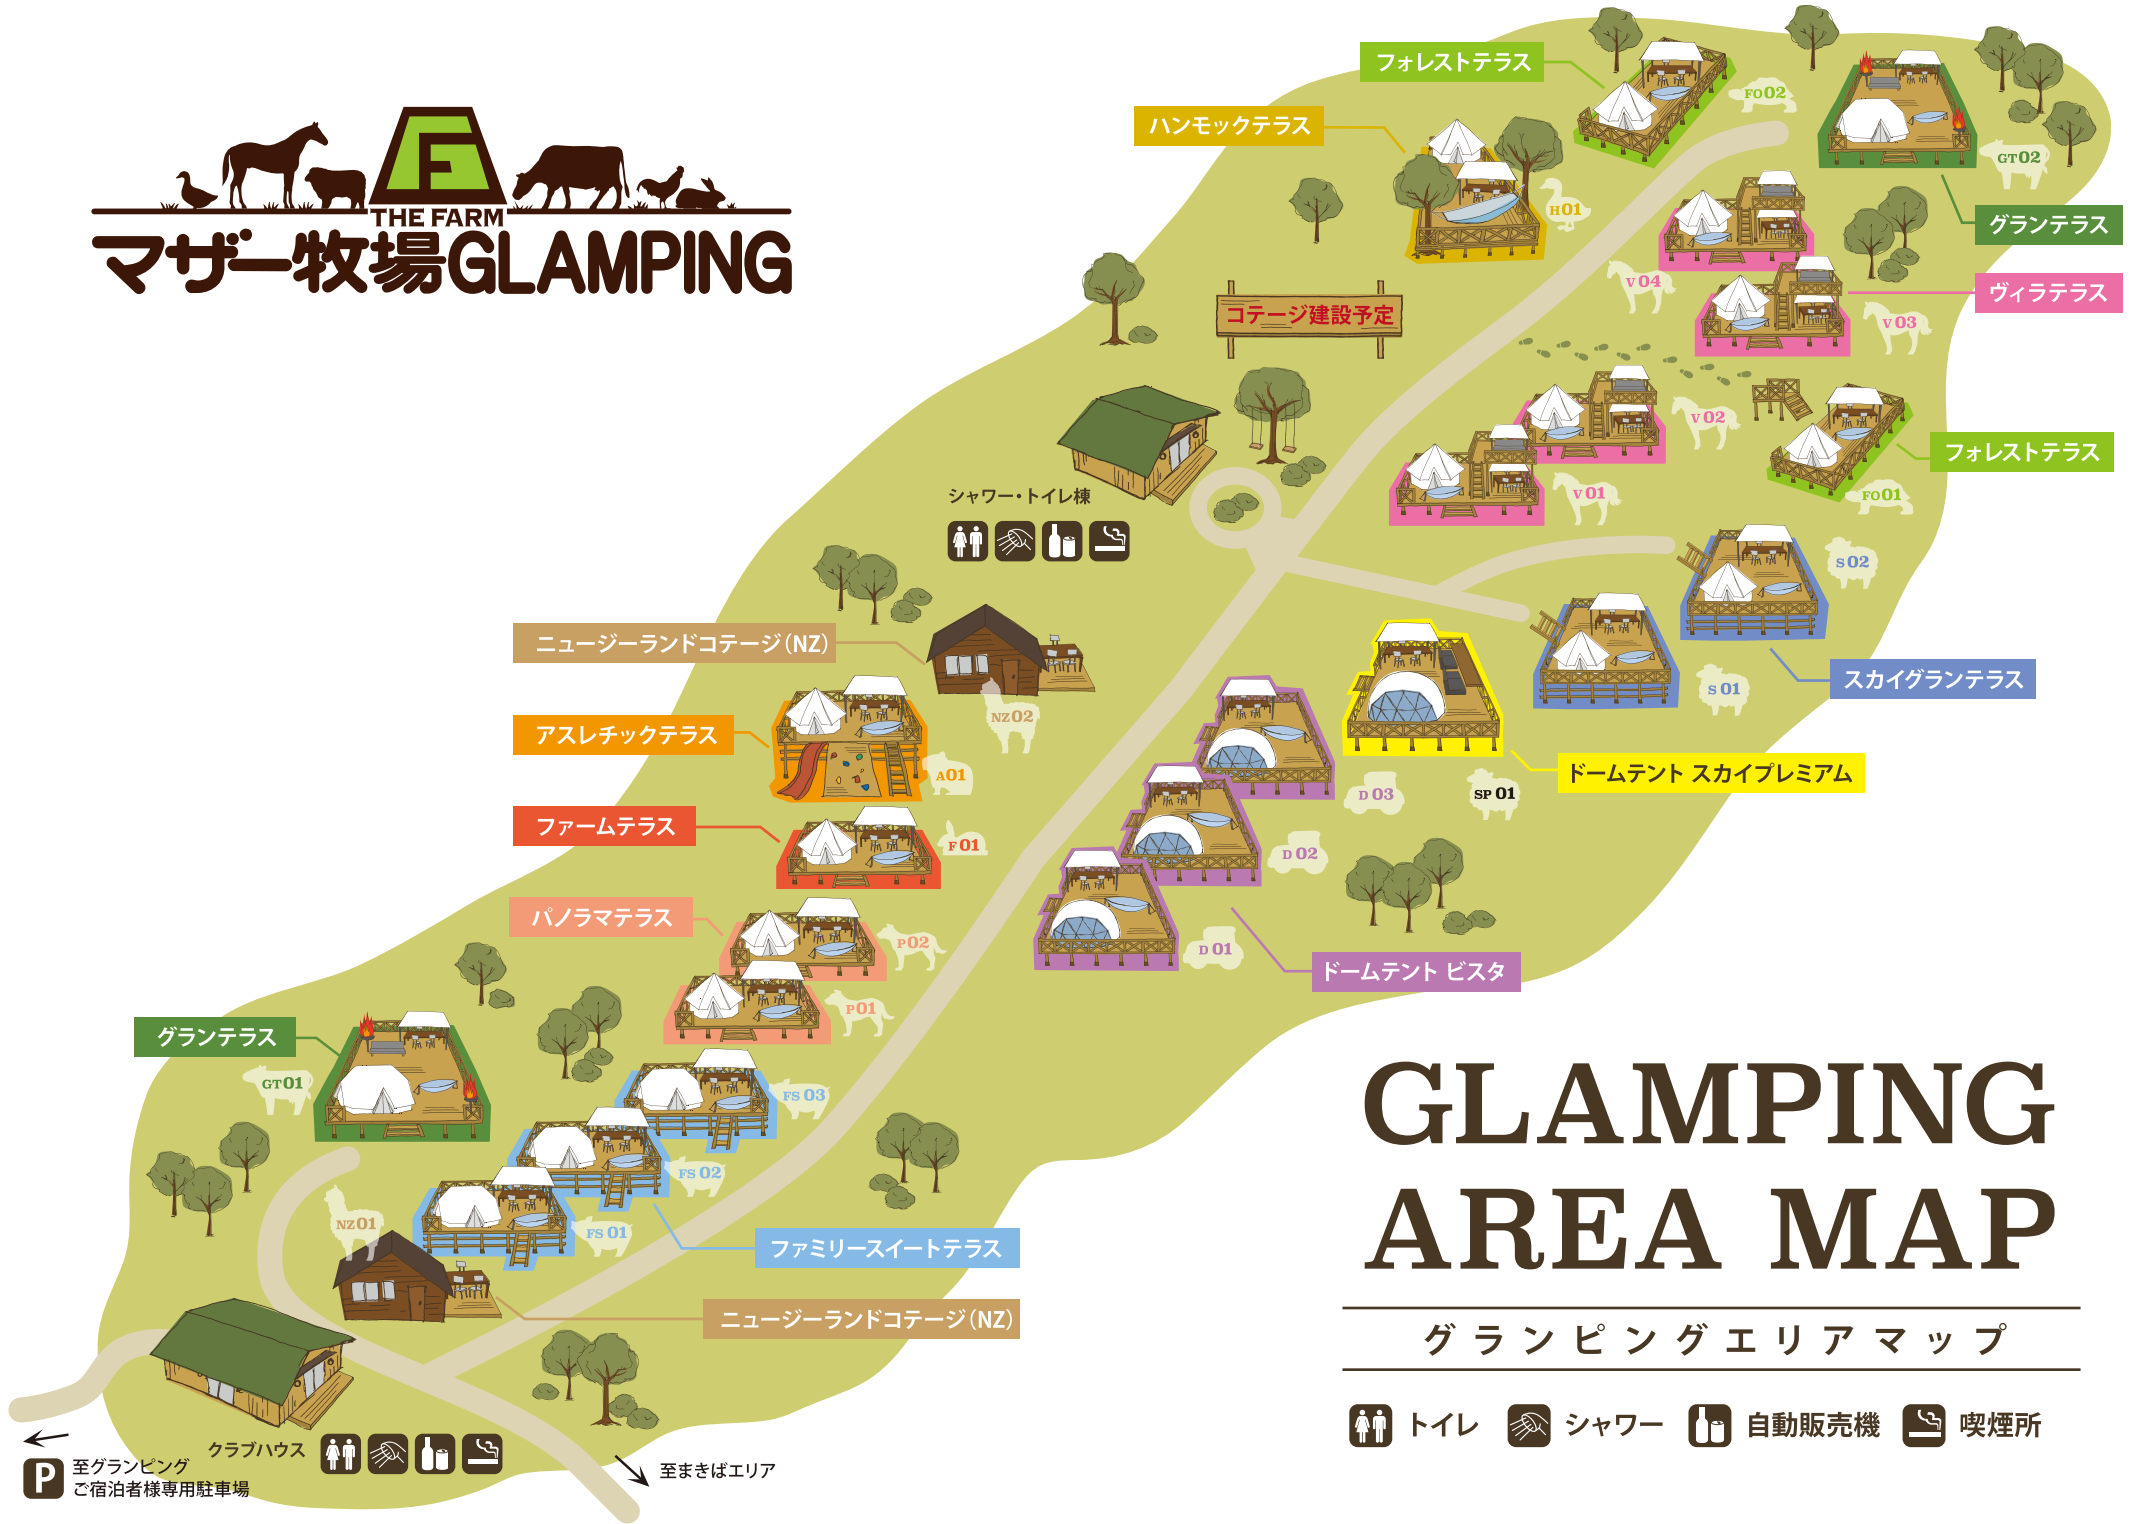 THE FARM
マザー牧場GLAMPING
フォレストテラス
ハンモックテラス
FO02
GT02
H01
グランテラス
V04
ヴィラテラス
V03
コテージ建設予定
V02
フォレストテラス
V01
FO01
シャワー・トイレ棟
S02
ニュージーランドコテージ(NZ)
スカイグランテラス
S01
NZ02
アスレチックテラス
A01
ドームテント スカイプレミアム
D03
SP01
ファームテラス
F01
D02
パノラマテラス
P02
D01
ドームテント ビスタ
P01
グランテラス
GT01
FS03
FS02
NZ01
FS01
ファミリースイートテラス
ニュージーランドコテージ(NZ)
クラブハウス
P
至グランピング
ご宿泊者様専用駐車場
至まきばエリア
GLAMPING
AREA MAP
グランピングエリアマップ
トイレ
シャワー
自動販売機
喫煙所